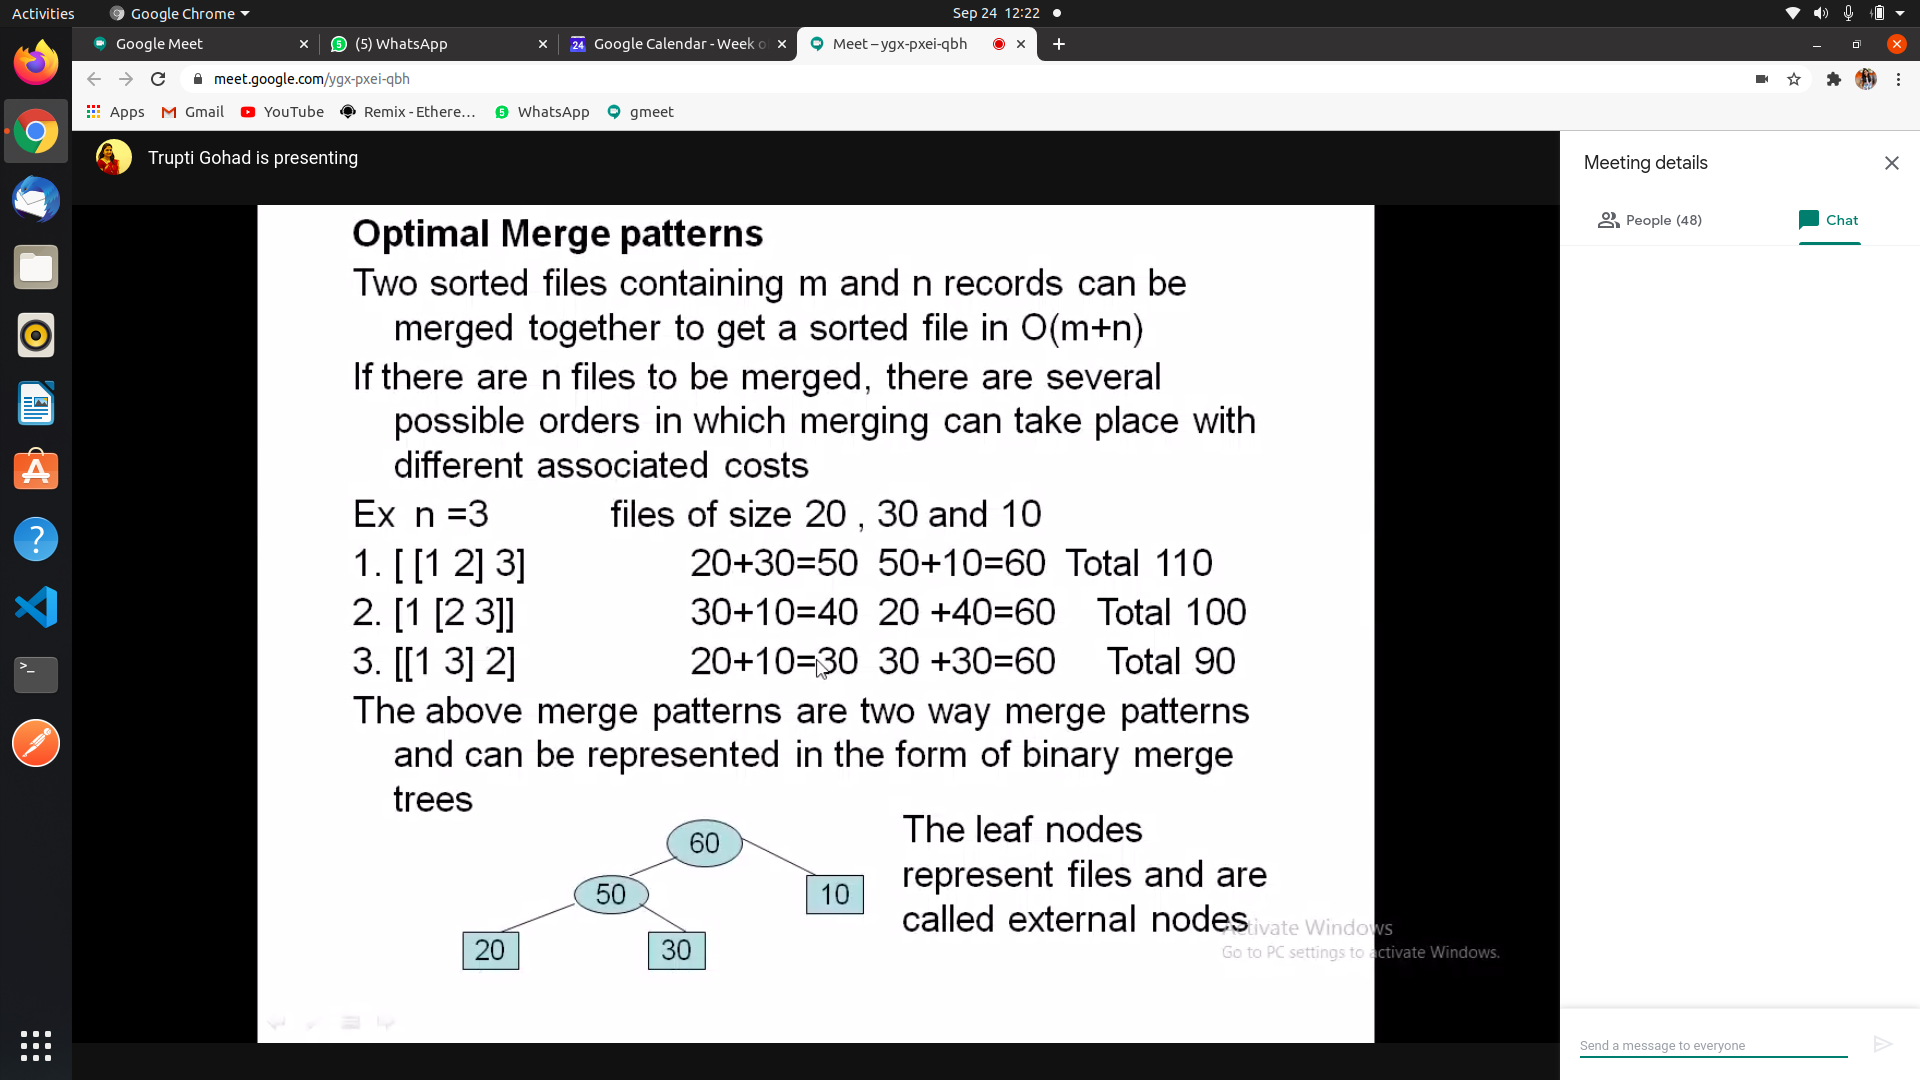 Activities Google Chrome Sep 24 12:22
Google Meet (5) WhatsApp Google Calendar - Week o Meet – ygx-pxei-qbh
meet.google.com/ygx-pxei-qbh
Apps Gmail YouTube Remix - Ethere... WhatsApp gmeet
Trupti Gohad is presenting
Optimal Merge patterns
Two sorted files containing m and n records can be
merged together to get a sorted file in O(m+n)
If there are n files to be merged, there are several
possible orders in which merging can take place with
different associated costs
Ex n =3 files of size 20 , 30 and 10
1. [ [1 2] 3] 20+30=50 50+10=60 Total 110
2. [1 [2 3]] 30+10=40 20 +40=60 Total 100
3. [[1 3] 2] 20+10=30 30 +30=60 Total 90
The above merge patterns are two way merge patterns
and can be represented in the form of binary merge
trees
60
50 10
20 30
The leaf nodes
represent files and are
called external nodes
Activate Windows
Go to PC settings to activate Windows.
Meeting details
People (48) Chat
Send a message to everyone